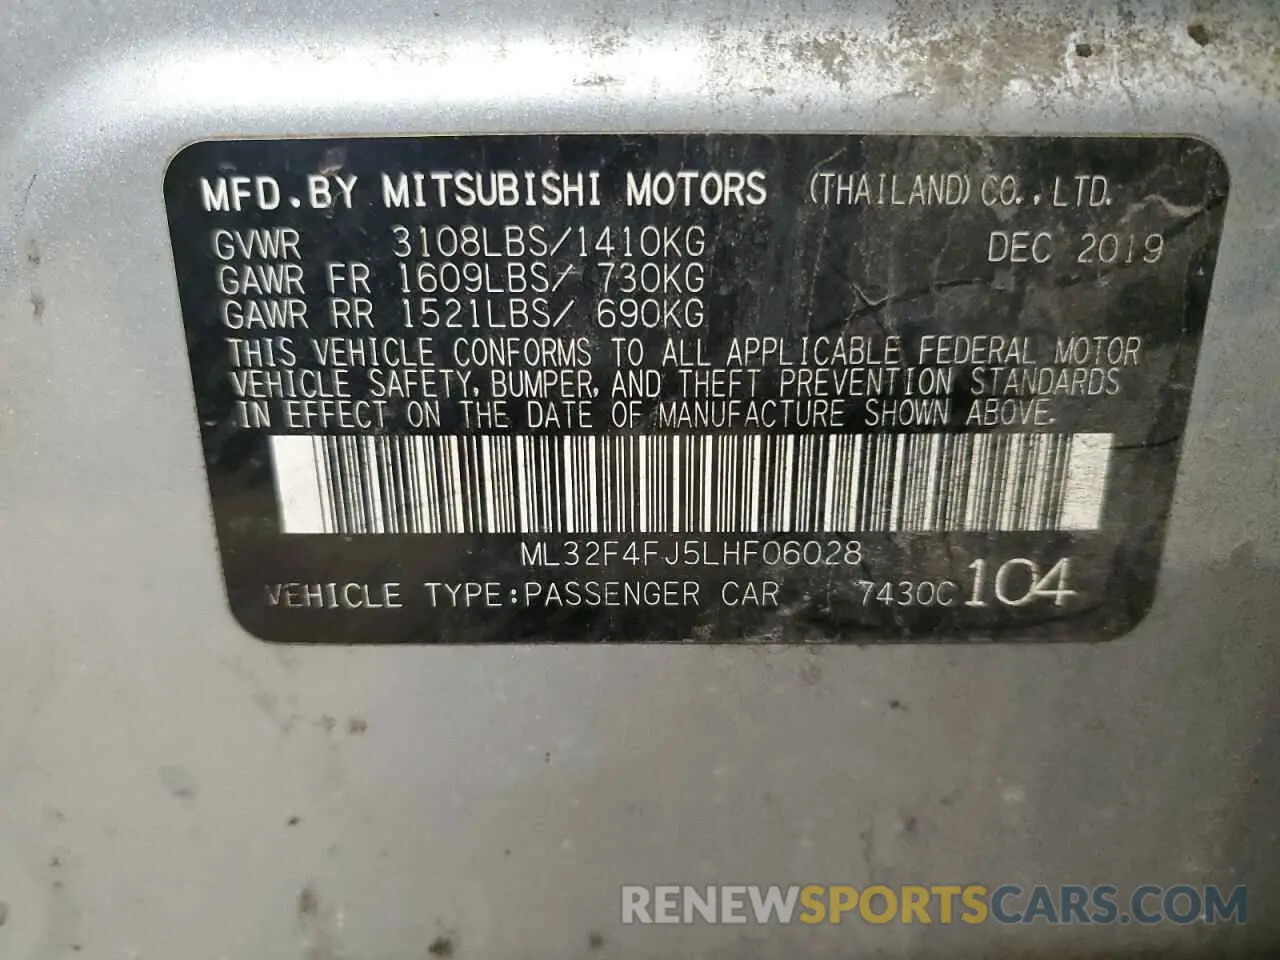 MFD.BY MITSUBISHI MOTORS (THAILAND) CO.,LTD.
GVWR 3108LBS/1410KG DEC 2019
GAWR FR 1609LBS/ 730KG
GAWR RR 1521LBS/ 690KG
THIS VEHICLE CONFORMS TO ALL APPLICABLE FEDERAL MOTOR
VEHICLE SAFETY, BUMPER, AND THEFT PREVENTION STANDARDS
IN EFFECT ON THE DATE OF MANUFACTURE SHOWN ABOVE.
ML32F4FJ5LHF06028
VEHICLE TYPE:PASSENGER CAR 7430C 104
RENEWSPORTSCARS.COM